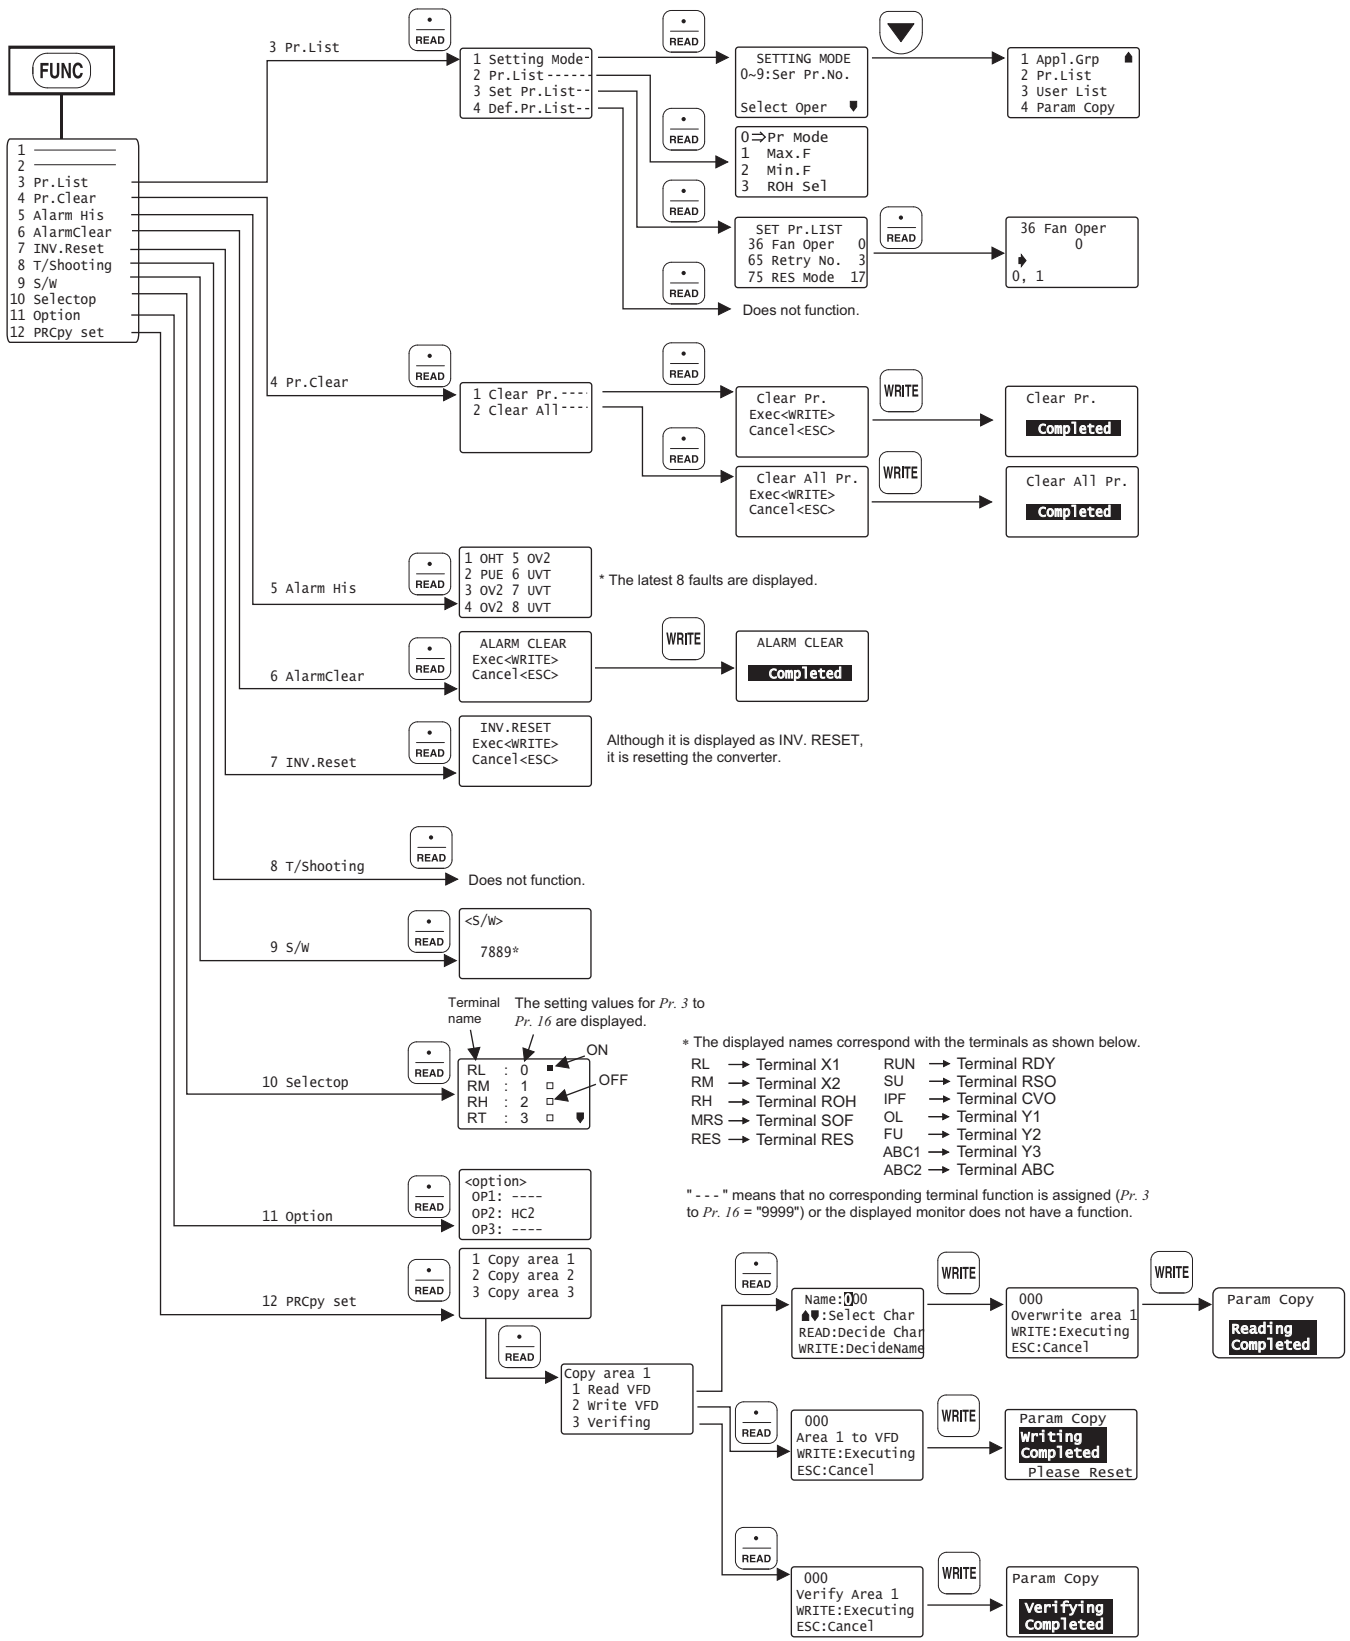 FUNC
1
2
3 Pr.List
4 Pr.Clear
5 Alarm His
6 AlarmClear
7 INV.Reset
8 T/Shooting
9 S/W
10 Selectop
11 Option
12 PRCpy set
3 Pr.List
READ
1 Setting Mode-
2 Pr.List------
3 Set Pr.List--
4 Def.Pr.List--
READ
SETTING MODE
0~9:Ser Pr.No.
Select Oper
1 Appl.Grp
2 Pr.List
3 User List
4 Param Copy
READ
0⇒Pr Mode
1 Max.F
2 Min.F
3 ROH Sel
READ
SET Pr.LIST
36 Fan Oper 0
65 Retry No. 3
75 RES Mode 17
READ
36 Fan Oper
0
0, 1
READ
Does not function.
4 Pr.Clear
READ
1 Clear Pr.----
2 Clear All----
READ
Clear Pr.
Exec<WRITE>
Cancel<ESC>
WRITE
Clear Pr.
Completed
READ
Clear All Pr.
Exec<WRITE>
Cancel<ESC>
WRITE
Clear All Pr.
Completed
5 Alarm His
READ
1 OHT 5 OV2
2 PUE 6 UVT
3 OV2 7 UVT
4 OV2 8 UVT
* The latest 8 faults are displayed.
6 AlarmClear
READ
ALARM CLEAR
Exec<WRITE>
Cancel<ESC>
WRITE
ALARM CLEAR
Completed
7 INV.Reset
READ
INV.RESET
Exec<WRITE>
Cancel<ESC>
Although it is displayed as INV. RESET,
it is resetting the converter.
8 T/Shooting
READ
Does not function.
9 S/W
READ
<S/W>
7889*
Terminal
name
The setting values for Pr. 3 to
Pr. 16 are displayed.
10 Selectop
READ
RL : 0
RM : 1
RH : 2
RT : 3
ON
OFF
* The displayed names correspond with the terminals as shown below.
RL → Terminal X1
RM → Terminal X2
RH → Terminal ROH
MRS → Terminal SOF
RES → Terminal RES
RUN → Terminal RDY
SU → Terminal RSO
IPF → Terminal CVO
OL → Terminal Y1
FU → Terminal Y2
ABC1 → Terminal Y3
ABC2 → Terminal ABC
"- - -" means that no corresponding terminal function is assigned (Pr. 3
to Pr. 16 = "9999") or the displayed monitor does not have a function.
11 Option
READ
<option>
OP1: ----
OP2: HC2
OP3: ----
12 PRCpy set
READ
1 Copy area 1
2 Copy area 2
3 Copy area 3
READ
Copy area 1
1 Read VFD
2 Write VFD
3 Verifing
READ
Name:000
:Select Char
READ:Decide Char
WRITE:DecideName
WRITE
000
Overwrite area 1
WRITE:Executing
ESC:Cancel
WRITE
Param Copy
Reading
Completed
READ
000
Area 1 to VFD
WRITE:Executing
ESC:Cancel
WRITE
Param Copy
Writing
Completed
Please Reset
READ
000
Verify Area 1
WRITE:Executing
ESC:Cancel
WRITE
Param Copy
Verifying
Completed